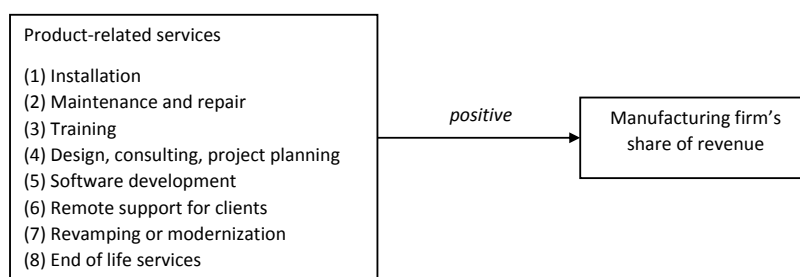 Product-related services
(1) Installation
(2) Maintenance and repair
(3) Training
(4) Design, consulting, project planning
(5) Software development
(6) Remote support for clients
(7) Revamping or modernization
(8) End of life services
positive
Manufacturing firm’s
share of revenue